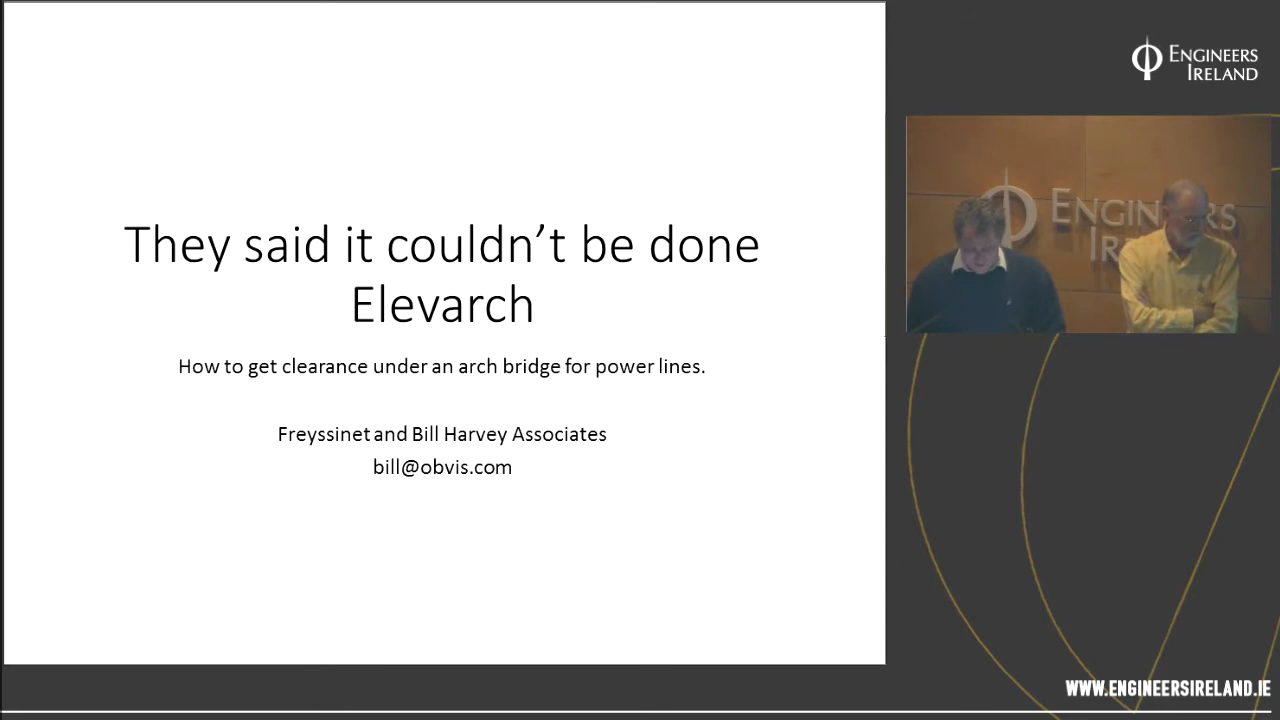 They said it couldn’t be done
Elevarch
How to get clearance under an arch bridge for power lines.
Freyssinet and Bill Harvey Associates
bill@obvis.com
ENGINEERS
IRELAND
ENGINEERS
WWW.ENGINEERSIRELAND.IE